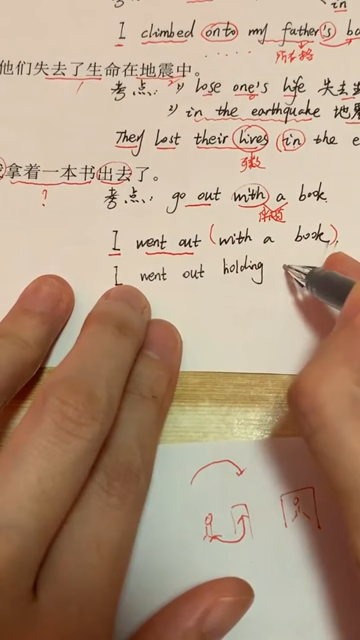 in
I climbed onto my father's
所有格
他们失去了生命在地震中。
考点：1) lose one's life 失去
2) in the earthquake 地
They lost their lives (in the e
复数
拿着一本书出去了。
？
考点：go out with a book.
伴随
I went out (with a book).
I went out holding